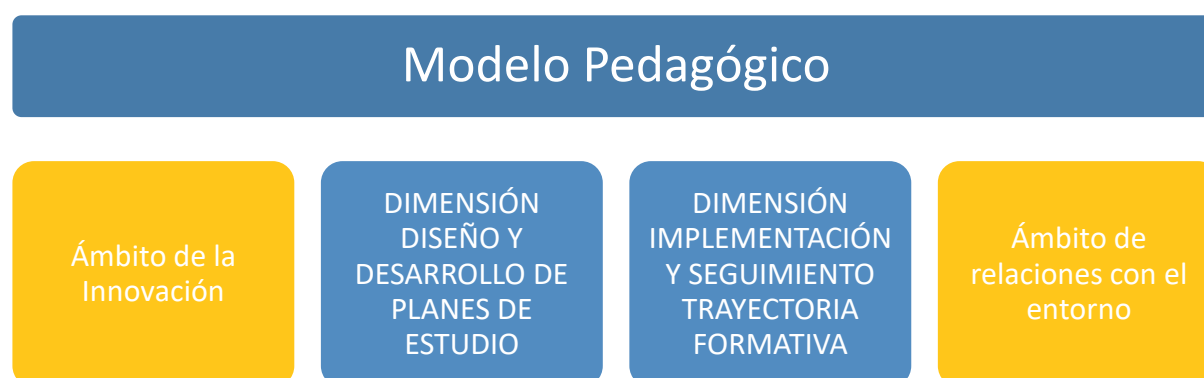 Modelo Pedagógico
Ámbito de la
Innovación
DIMENSIÓN
DISEÑO Y
DESARROLLO DE
PLANES DE
ESTUDIO
DIMENSIÓN
IMPLEMENTACIÓN
Y SEGUIMIENTO
TRAYECTORIA
FORMATIVA
Ámbito de
relaciones con el
entorno